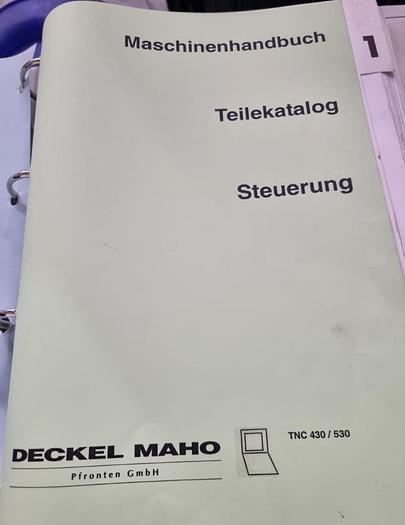 Maschinenhandbuch
1
Teilekatalog
Steuerung
TNC 430 / 530
DECKEL MAHO
Pfronten GmbH